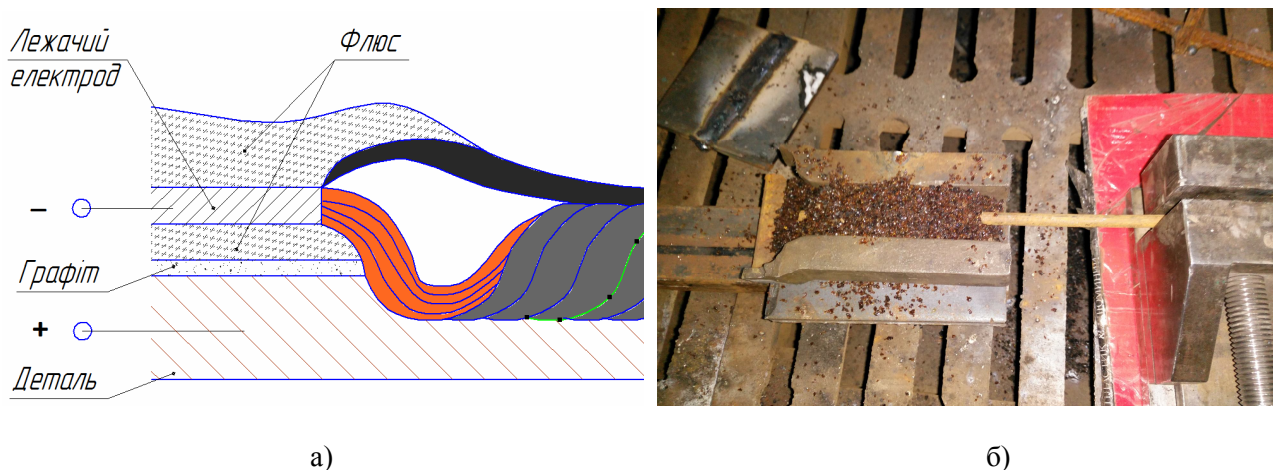 Лежачий
електрод
Флюс
–
Графіт
+
Деталь
а)
б)